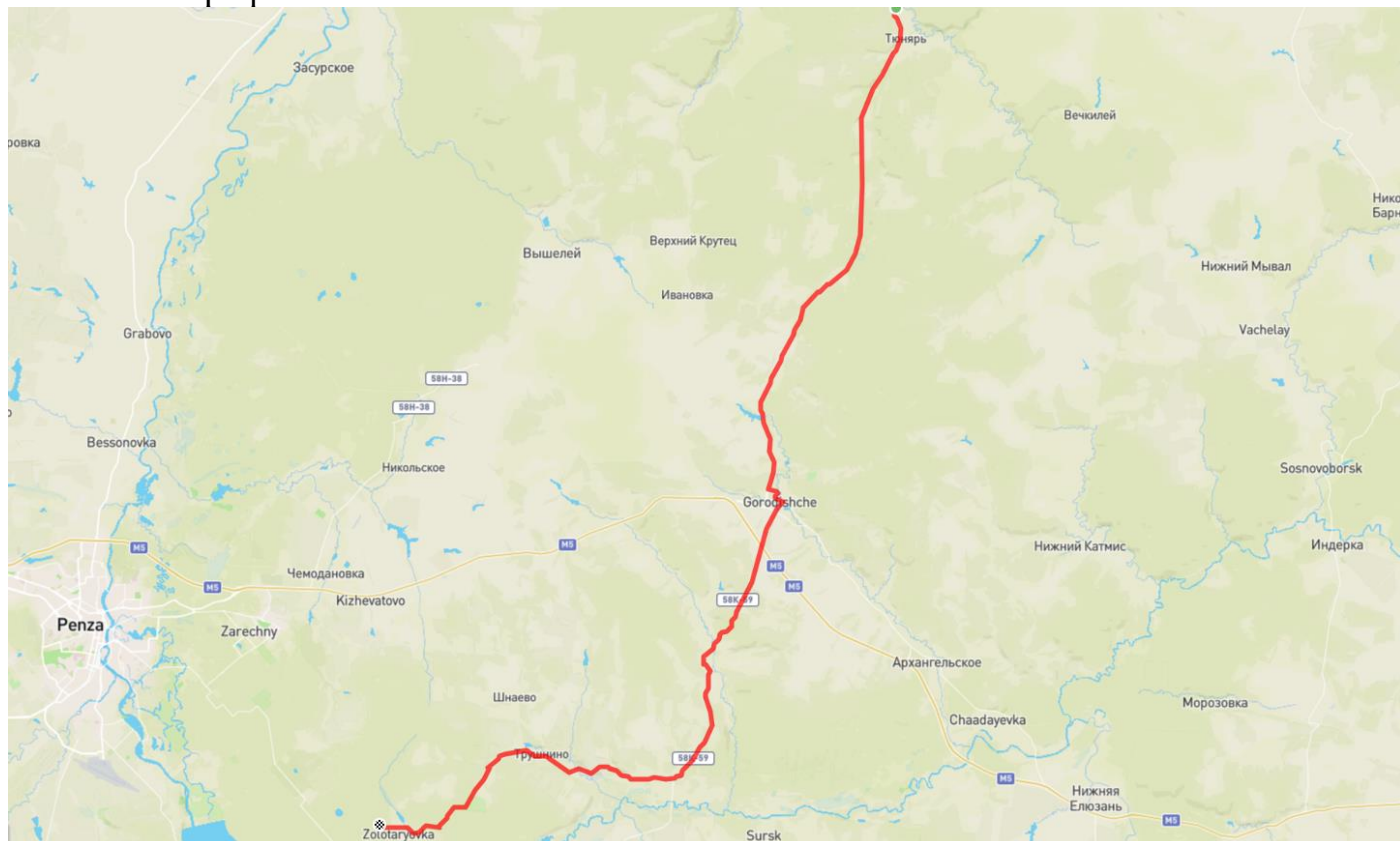 Тюнярь
Засурское
Вечкилей
ровка
Нико
Барн
Верхний Крутец
Вышелей
Нижний Мывал
Ивановка
Vachelay
Grabovo
58Н-38
58Н-38
Bessonovka
Никольское
Sosnovoborsk
Gorodishche
M5
M5
Нижний Катмис
Индерка
Чемодановка
M5
M5
M5
Kizhevatovo
58К-59
Penza
Zarechny
Архангельское
Шнаево
Морозовка
Chaadayevka
Трушнино
58К-59
M5
Нижняя
Елюзань
Zolotaryovka
Sursk